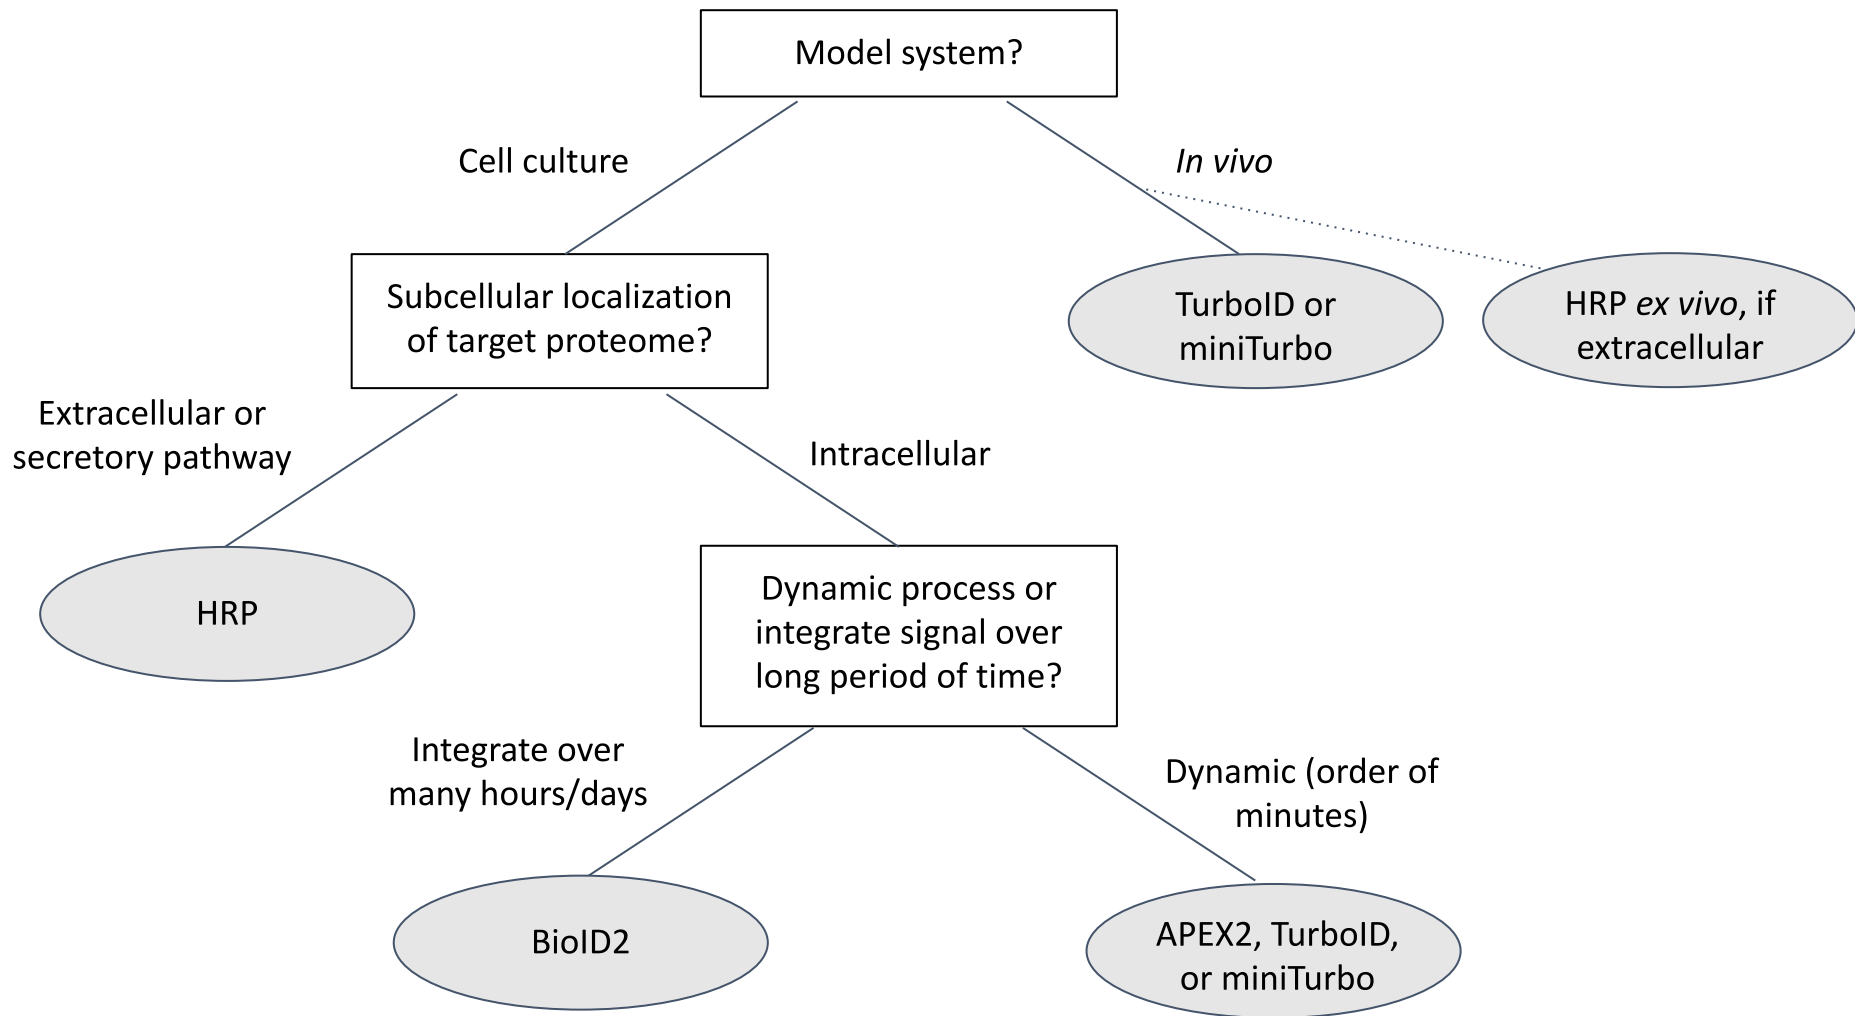 Model system?
Cell culture
In vivo
Subcellular localization
of target proteome?
TurboID or
miniTurbo
HRP ex vivo, if
extracellular
Extracellular or
secretory pathway
Intracellular
HRP
Dynamic process or
integrate signal over
long period of time?
Integrate over
many hours/days
Dynamic (order of
minutes)
BioID2
APEX2, TurboID,
or miniTurbo